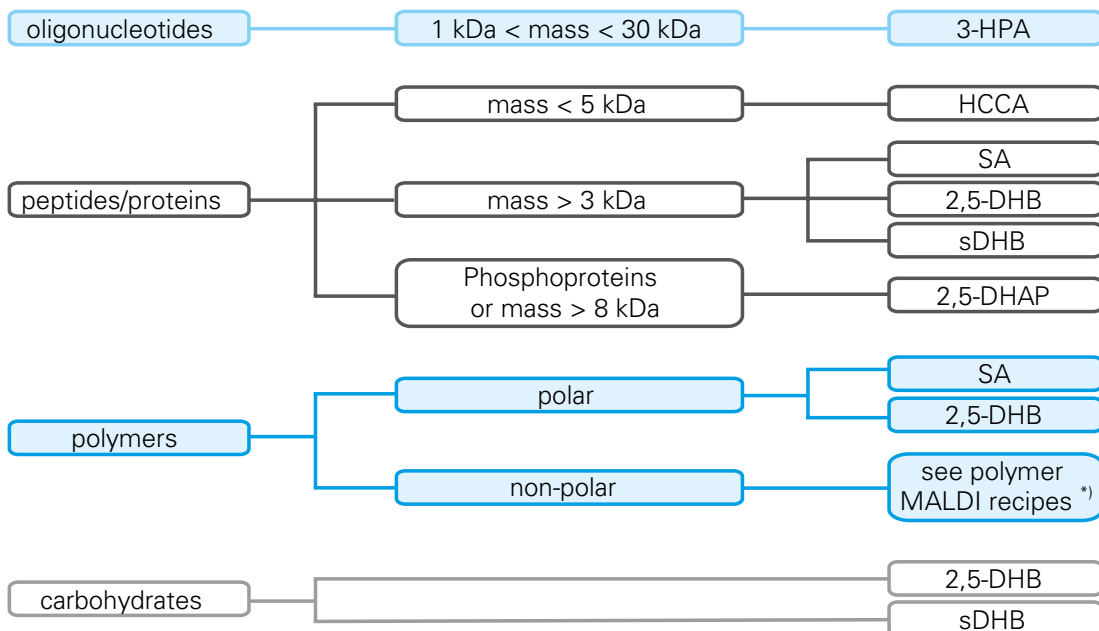 oligonucleotides
1 kDa < mass < 30 kDa
3-HPA
peptides/proteins
mass < 5 kDa
HCCA
mass > 3 kDa
SA
2,5-DHB
sDHB
Phosphoproteins
or mass > 8 kDa
2,5-DHAP
polymers
polar
SA
2,5-DHB
non-polar
see polymer
MALDI recipes *)
carbohydrates
2,5-DHB
sDHB